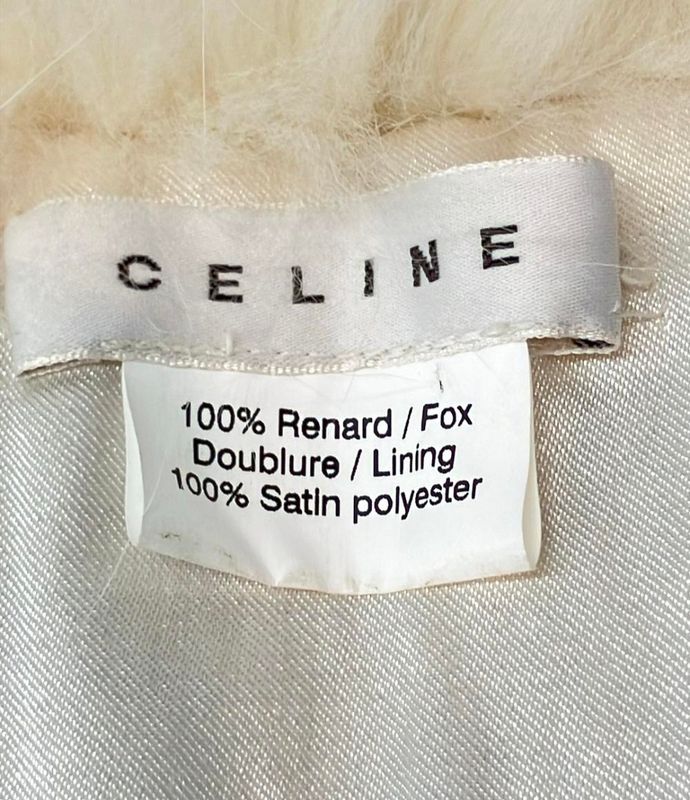 CELINE
100% Renard / Fox
Doublure / Lining
100% Satin polyester